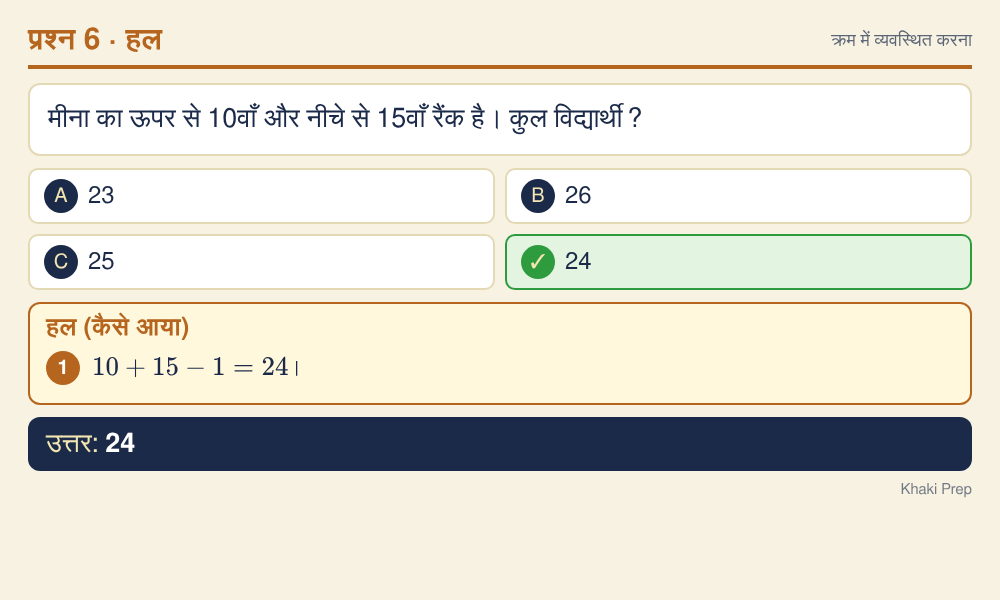 प्रश्न 6 · हल
क्रम में व्यवस्थित करना
मीना का ऊपर से 10वाँ और नीचे से 15वाँ रैंक है। कुल विद्यार्थी?
A 23
B 26
C 25
✓ 24
हल (कैसे आया)
1 10 + 15 − 1 = 24।
उत्तर: 24
Khaki Prep